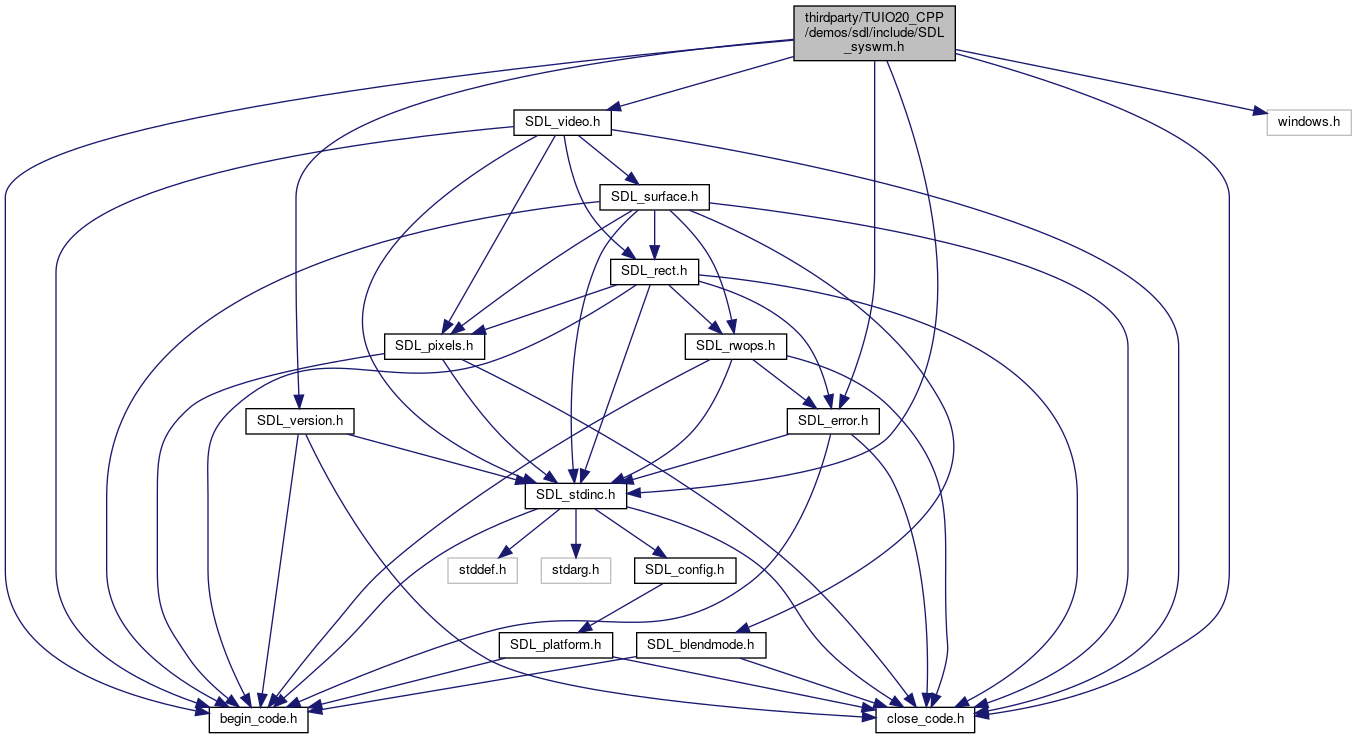 thirdparty/TUIO20_CPP
/demos/sdl/include/SDL
_syswm.h
SDL_video.h
windows.h
SDL_surface.h
SDL_rect.h
SDL_pixels.h
SDL_rwops.h
SDL_version.h
SDL_error.h
SDL_stdinc.h
stddef.h
stdarg.h
SDL_config.h
SDL_platform.h
SDL_blendmode.h
begin_code.h
close_code.h